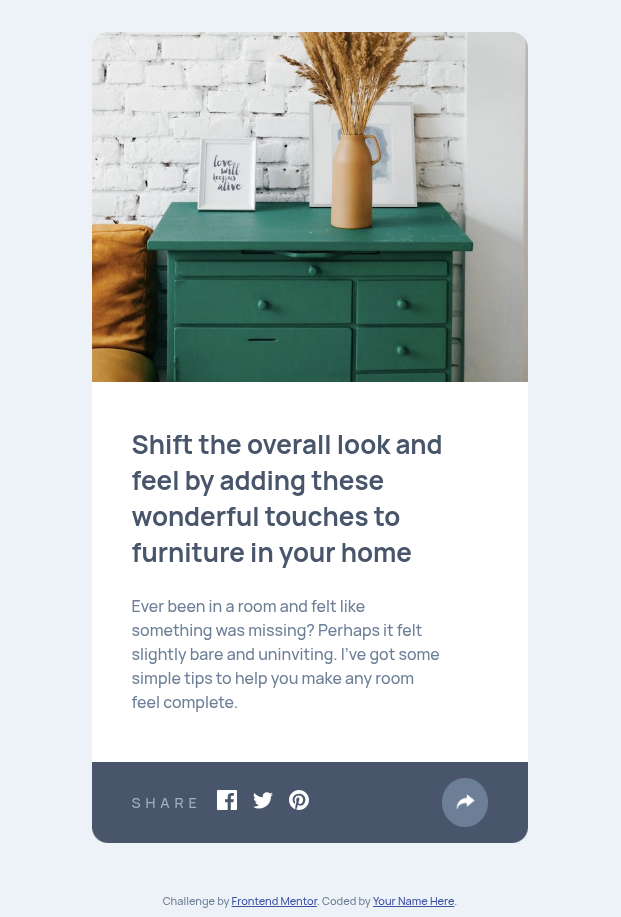 love
will
keep us
alive
Shift the overall look and
feel by adding these
wonderful touches to
furniture in your home
Ever been in a room and felt like
something was missing? Perhaps it felt
slightly bare and uninviting. I've got some
simple tips to help you make any room
feel complete.
SHARE
Challenge by Frontend Mentor. Coded by Your Name Here.